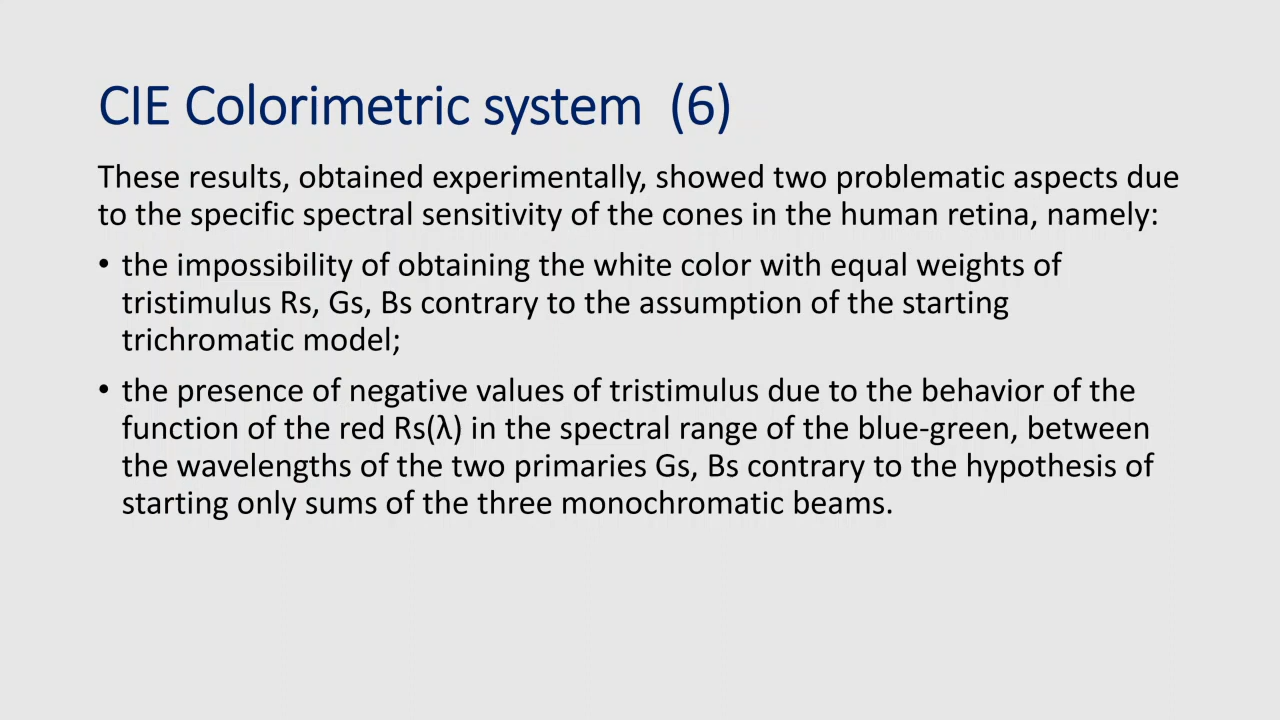 CIE Colorimetric system (6)
These results, obtained experimentally, showed two problematic aspects due
to the specific spectral sensitivity of the cones in the human retina, namely:
• the impossibility of obtaining the white color with equal weights of
tristimulus Rs, Gs, Bs contrary to the assumption of the starting
trichromatic model;
• the presence of negative values of tristimulus due to the behavior of the
function of the red Rs(λ) in the spectral range of the blue-green, between
the wavelengths of the two primaries Gs, Bs contrary to the hypothesis of
starting only sums of the three monochromatic beams.